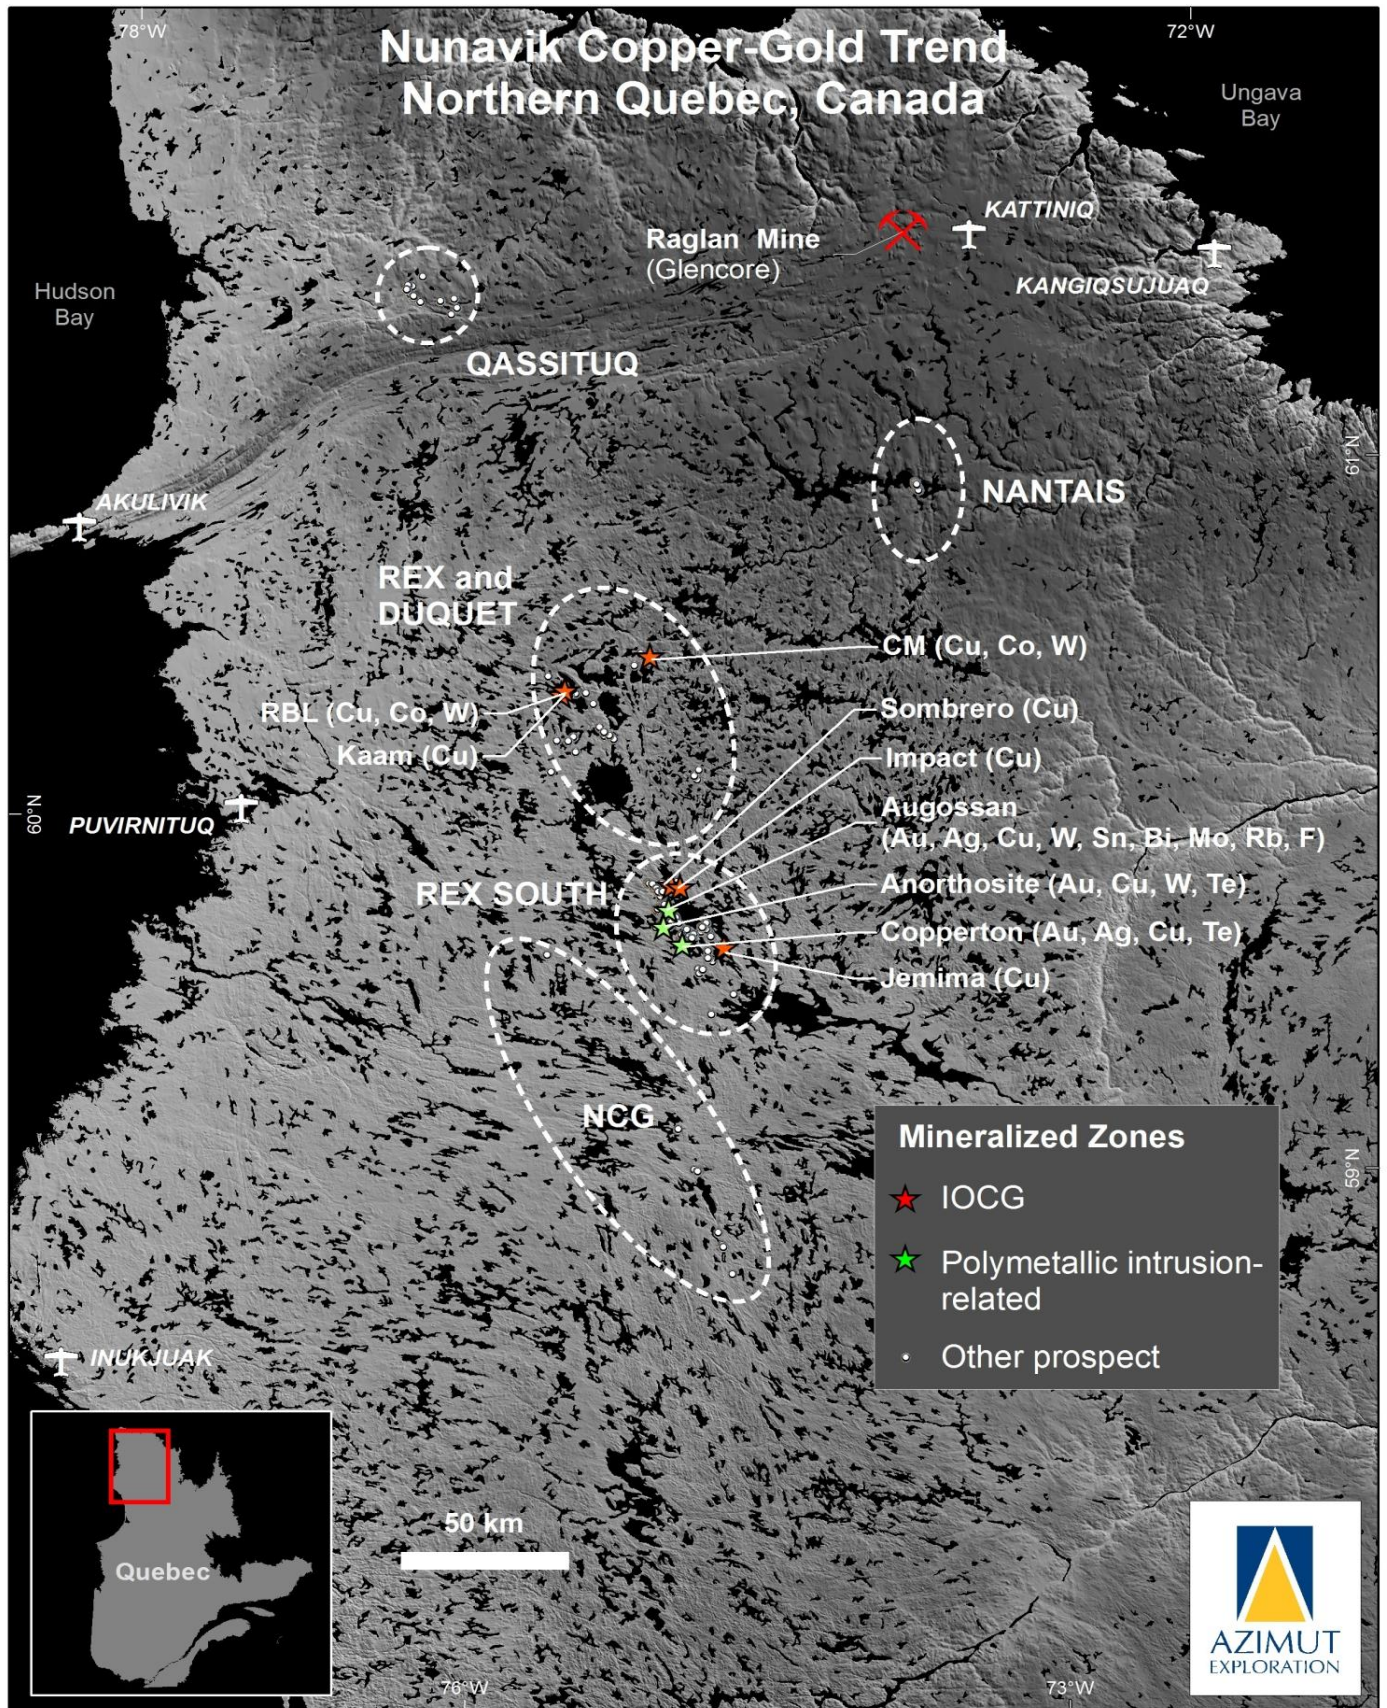 78°W
72°W
Nunavik Copper-Gold Trend
Northern Quebec, Canada
Ungava
Bay
KATTINIQ
Raglan Mine
(Glencore)
KANGIQSUJUAQ
Hudson
Bay
QASSITUQ
61°N
NANTAIS
AKULIVIK
REX and
DUQUET
CM (Cu, Co, W)
RBL (Cu, Co, W)
Sombrero (Cu)
Kaam (Cu)
Impact (Cu)
60°N
PUVIRNITUQ
Augossan
(Au, Ag, Cu, W, Sn, Bi, Mo, Rb, F)
REX SOUTH
Anorthosite (Au, Cu, W, Te)
Copperton (Au, Ag, Cu, Te)
Jemima (Cu)
NCG
Mineralized Zones
59°N
IOCG
Polymetallic intrusion-
related
Other prospect
INUKJUAK
50 km
Quebec
76°W
73°W
AZIMUT
EXPLORATION